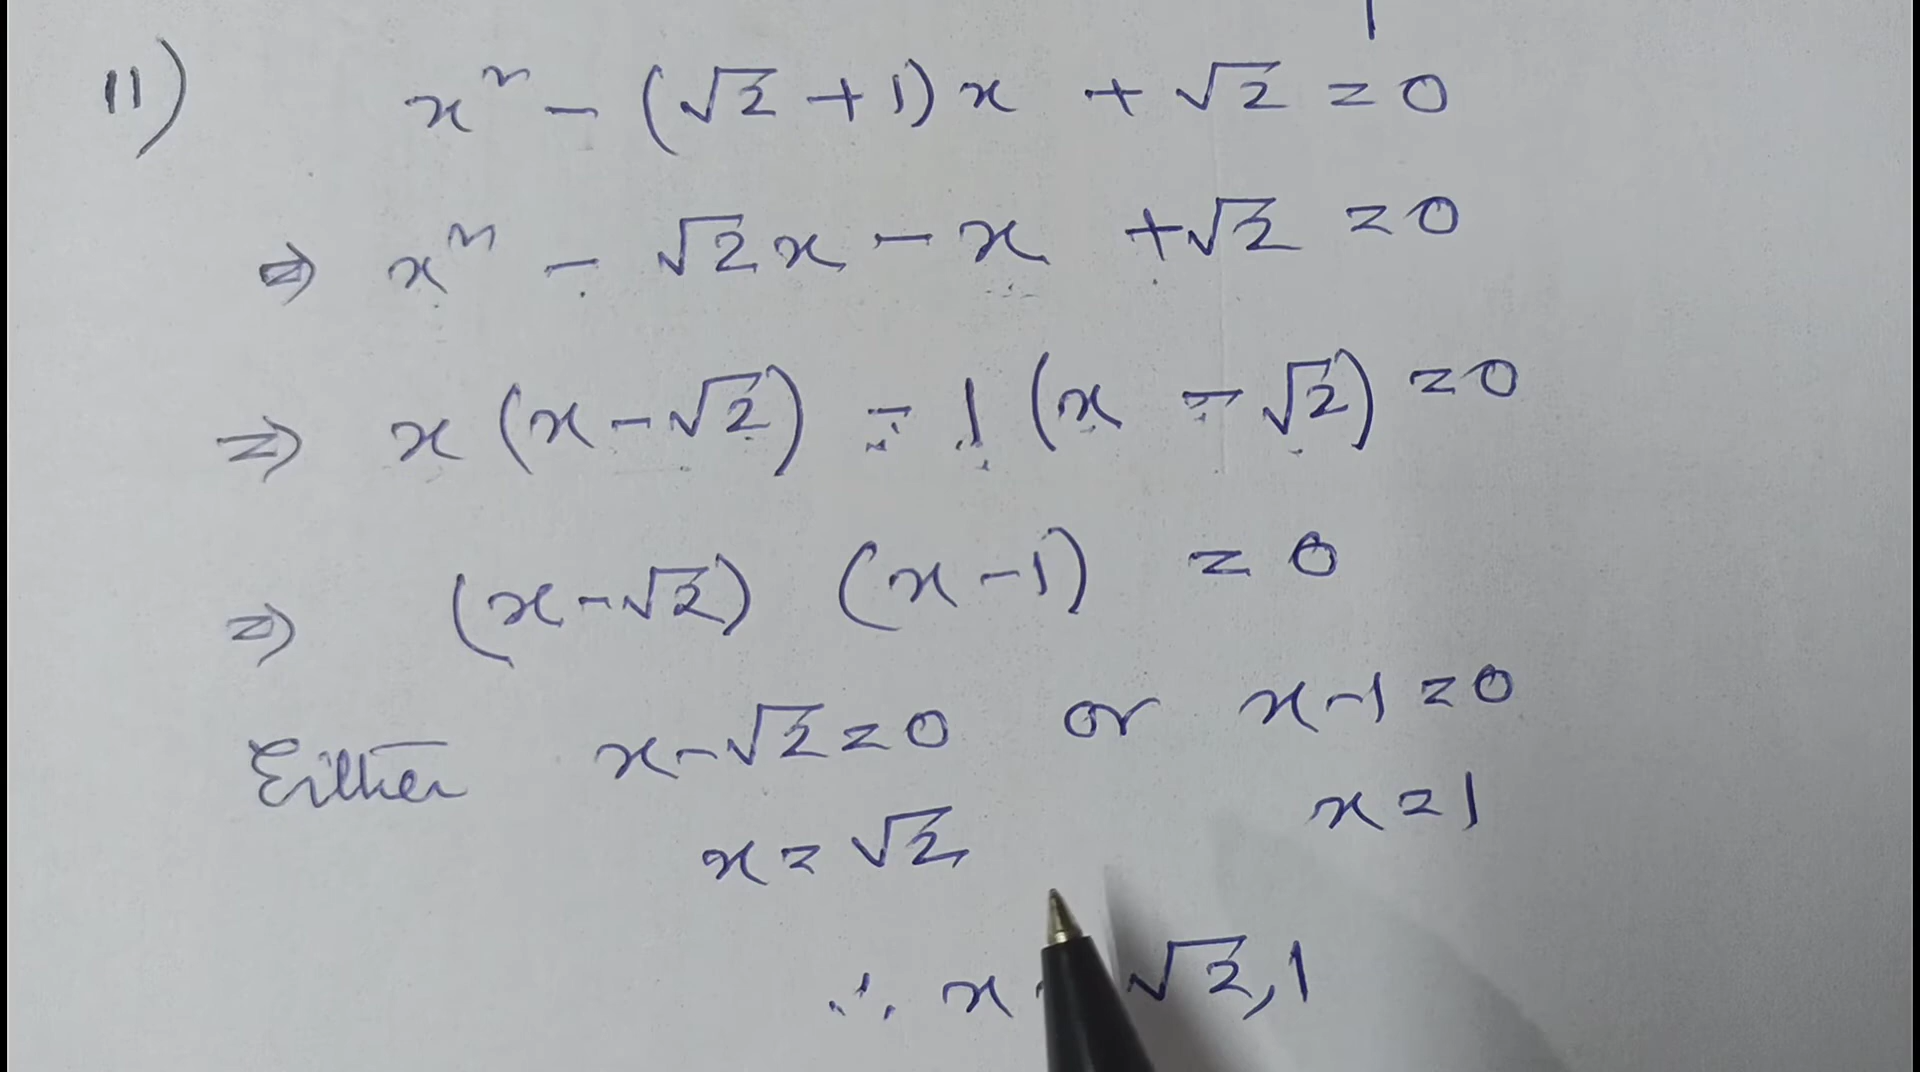 11) x² - (√2 + 1)x + √2 = 0
⇒ x² - √2x - x + √2 = 0
⇒ x (x - √2) - 1 (x - √2) = 0
⇒ (x - √2) (x - 1) = 0
Either x - √2 = 0 or x - 1 = 0
x = √2 x = 1
∴ x √2, 1